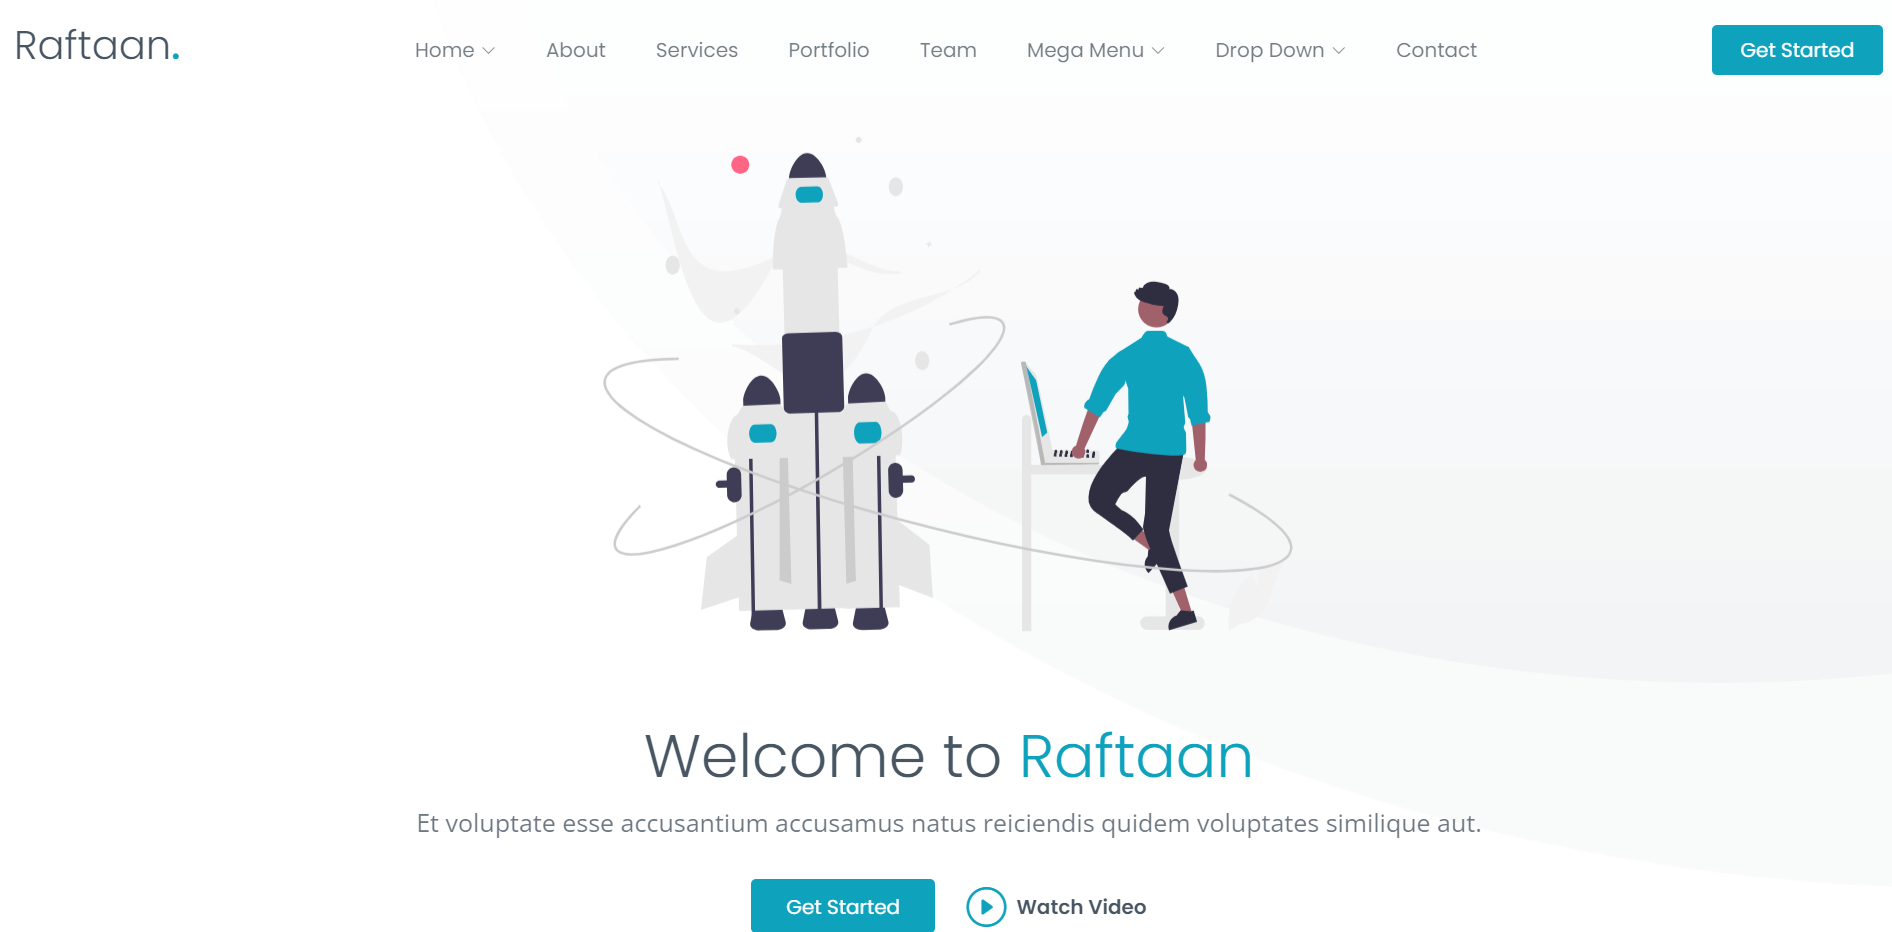 Raftaan.
Home About Services Portfolio Team Mega Menu Drop Down Contact
Get Started
Welcome to Raftaan
Et voluptate esse accusantium accusamus natus reiciendis quidem voluptates similique aut.
Get Started Watch Video